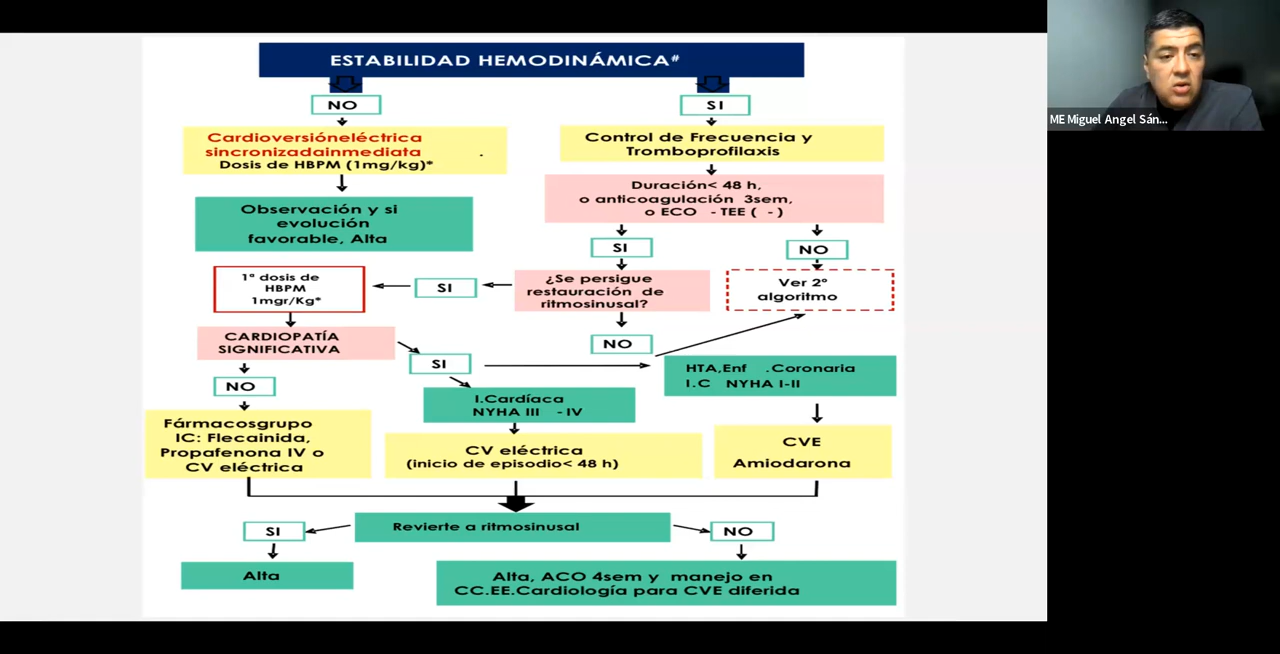 ESTABILIDAD HEMODINÁMICA#
NO
SI
Cardioversióneléctrica
sincronizadainmediata
Dosis de HBPM (1mg/kg)*
Control de Frecuencia y
Tromboprofilaxis
Observación y si
evolución
favorable, Alta
Duración< 48 h,
o anticoagulación 3sem,
o ECO - TEE ( - )
SI
NO
1º dosis de
HBPM
1mgr/Kg*
SI
¿Se persigue
restauración de
ritmosinusal?
Ver 2º
algoritmo
NO
CARDIOPATÍA
SIGNIFICATIVA
SI
HTA,Enf .Coronaria
I.C NYHA I-II
NO
I.Cardíaca
NYHA III - IV
Fármacosgrupo
IC: Flecainida,
Propafenona IV o
CV eléctrica
CV eléctrica
(inicio de episodio< 48 h)
CVE
Amiodarona
Revierte a ritmosinusal
SI
NO
Alta
Alta, ACO 4sem y manejo en
CC.EE.Cardiología para CVE diferida
ME Miguel Angel Sán...